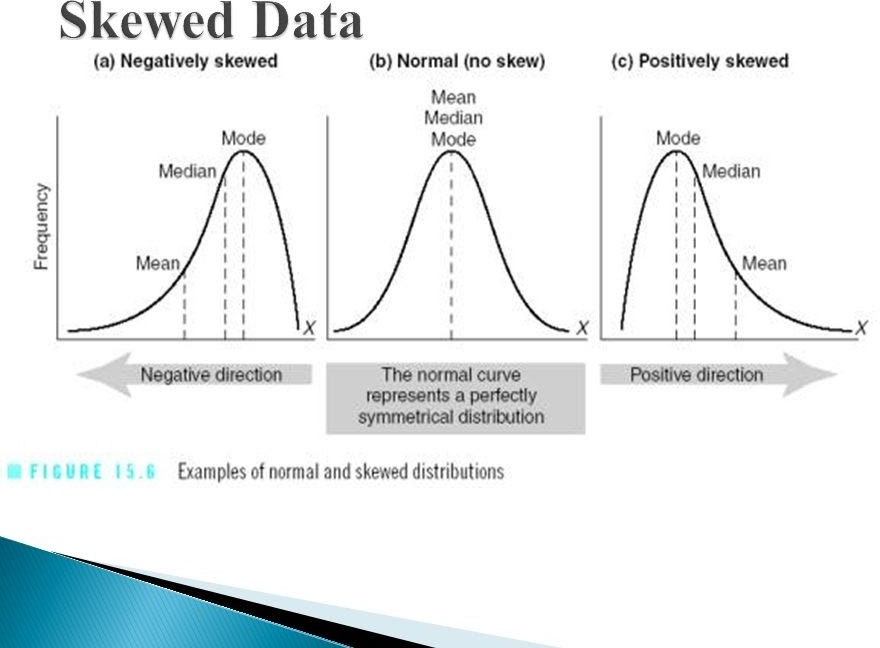 Skewed Data
(a) Negatively skewed
Mode
Median
Mean
Frequency
X
Negative direction
(b) Normal (no skew)
Mean
Median
Mode
X
The normal curve
represents a perfectly
symmetrical distribution
(c) Positively skewed
Mode
Median
Mean
X
Positive direction
FIGURE 15.6 Examples of normal and skewed distributions